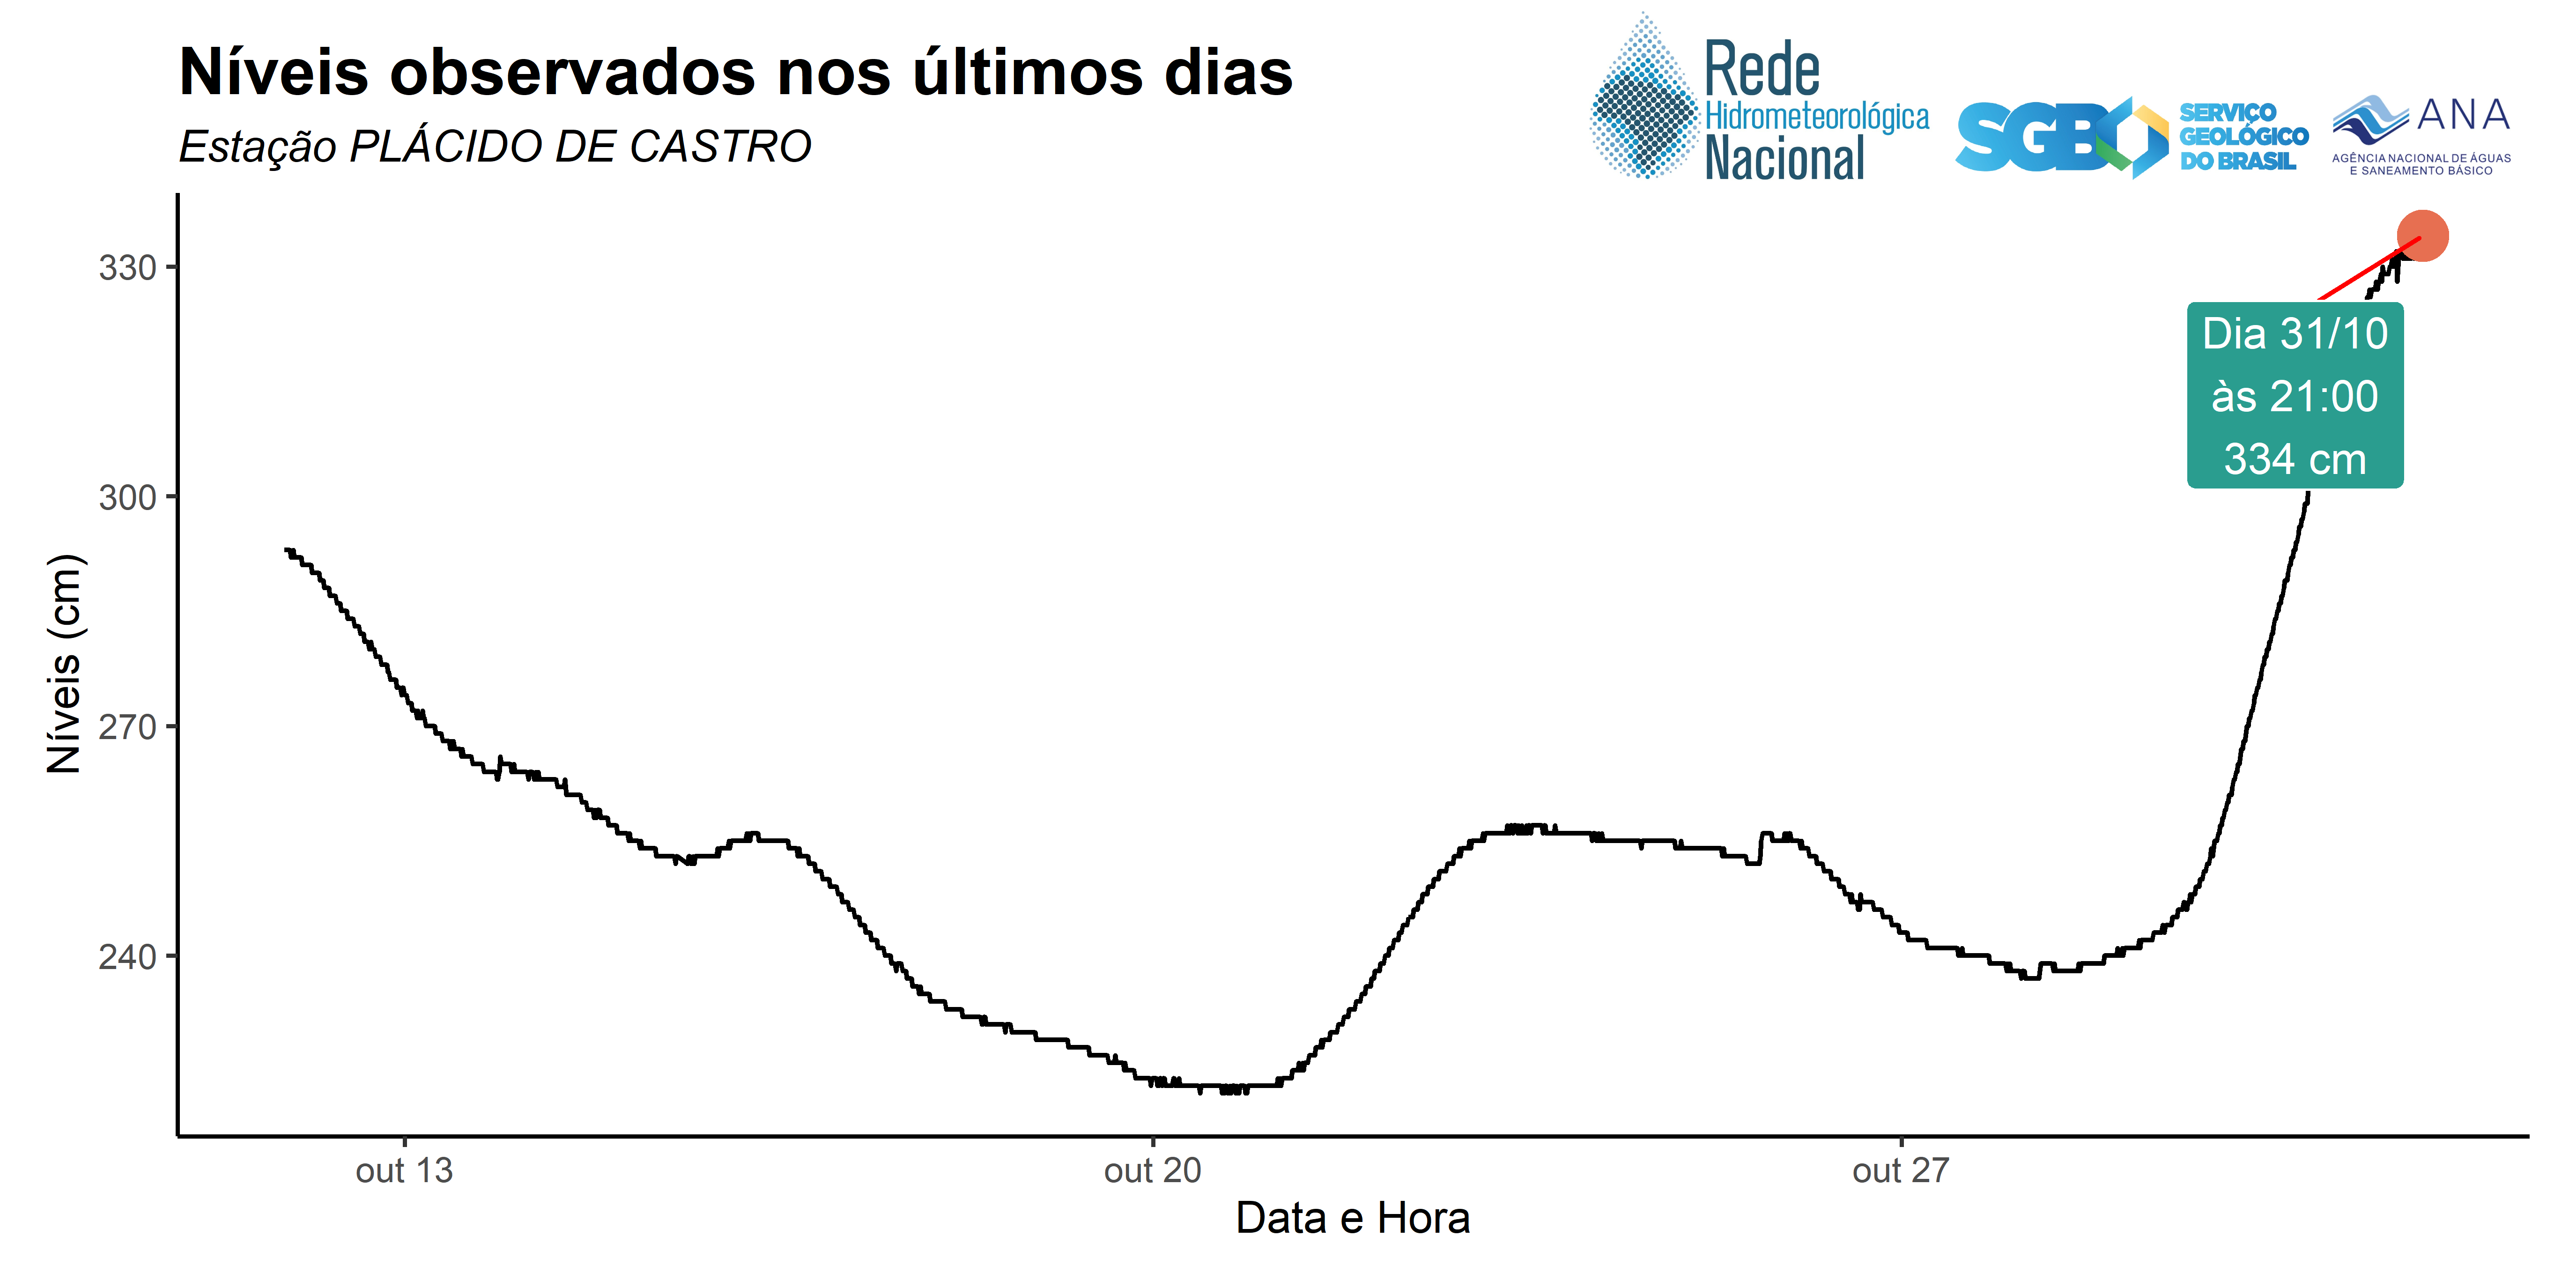 Níveis observados nos últimos dias
Estação PLÁCIDO DE CASTRO
Rede
Hidrometeorológica
Nacional
SGB
SERVIÇO
GEOLÓGICO
DO BRASIL
ANA
AGÊNCIA NACIONAL DE ÁGUAS
E SANEAMENTO BÁSICO
Níveis (cm)
330
300
270
240
Dia 31/10
às 21:00
334 cm
out 13
out 20
out 27
Data e Hora